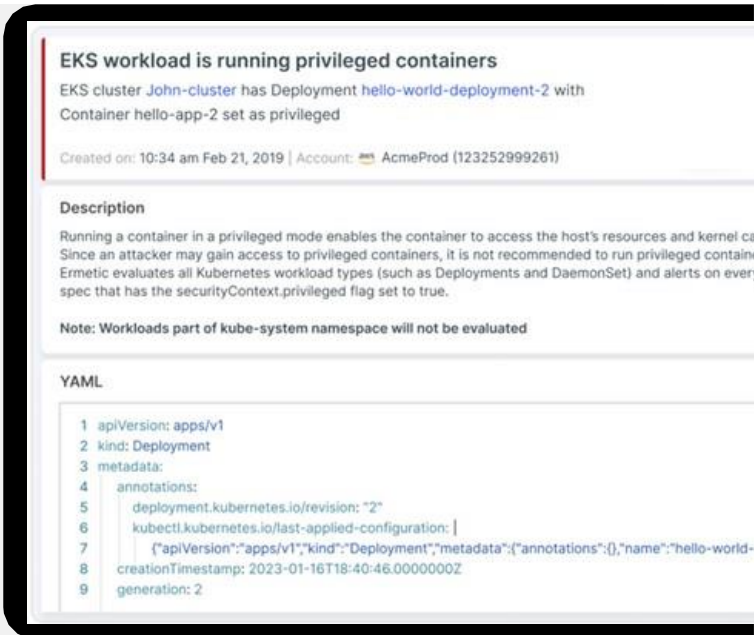 EKS workload is running privileged containers
EKS cluster John-cluster has Deployment hello-world-deployment-2 with
Container hello-app-2 set as privileged
Created on: 10:34 am Feb 21, 2019 | Account: aws AcmeProd (123252999261)
Description
Running a container in a privileged mode enables the container to access the host's resources and kernel ca
Since an attacker may gain access to privileged containers, it is not recommended to run privileged contain
Ermetic evaluates all Kubernetes workload types (such as Deployments and DaemonSet) and alerts on every
spec that has the securityContext.privileged flag set to true.
Note: Workloads part of kube-system namespace will not be evaluated
YAML
1 apiVersion: apps/v1
2 kind: Deployment
3 metadata:
4 annotations:
5 deployment.kubernetes.io/revision: "2"
6 kubectl.kubernetes.io/last-applied-configuration: |
7 {"apiVersion":"apps/v1","kind":"Deployment","metadata":{"annotations":{},"name":"hello-world-
8 creationTimestamp: 2023-01-16T18:40:46.0000000Z
9 generation: 2